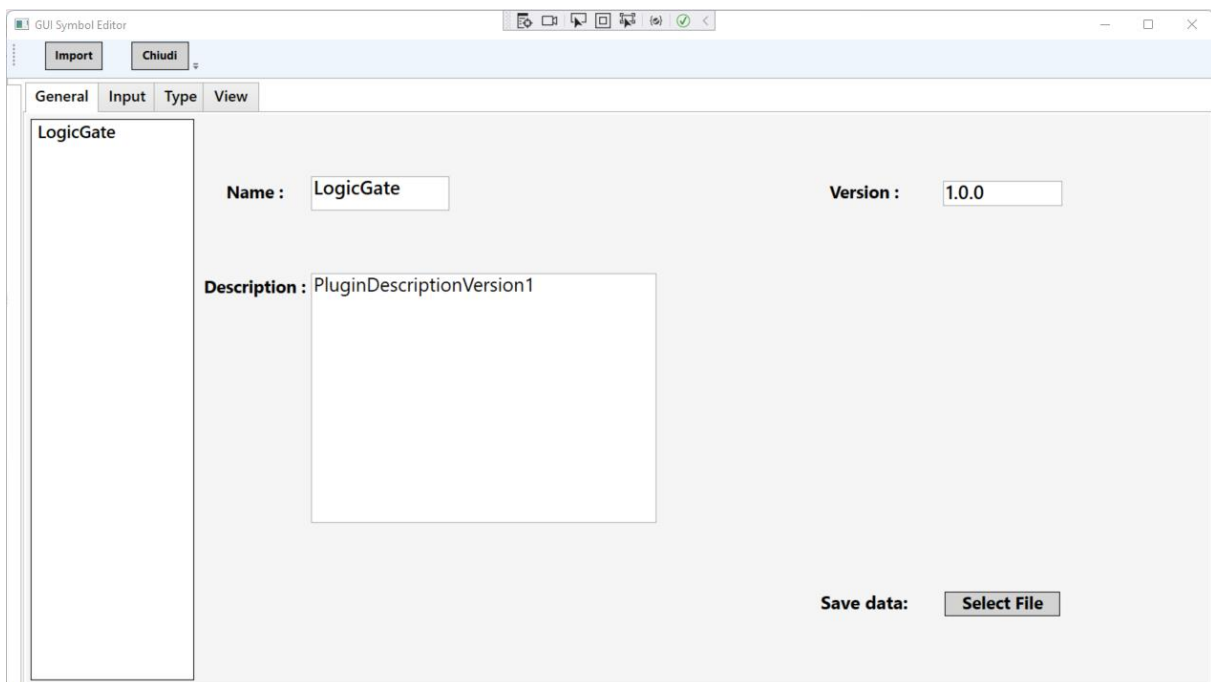 GUI Symbol Editor
Import Chiudi
General Input Type View
LogicGate
Name : LogicGate Version : 1.0.0
Description : PluginDescriptionVersion1
Save data: Select File